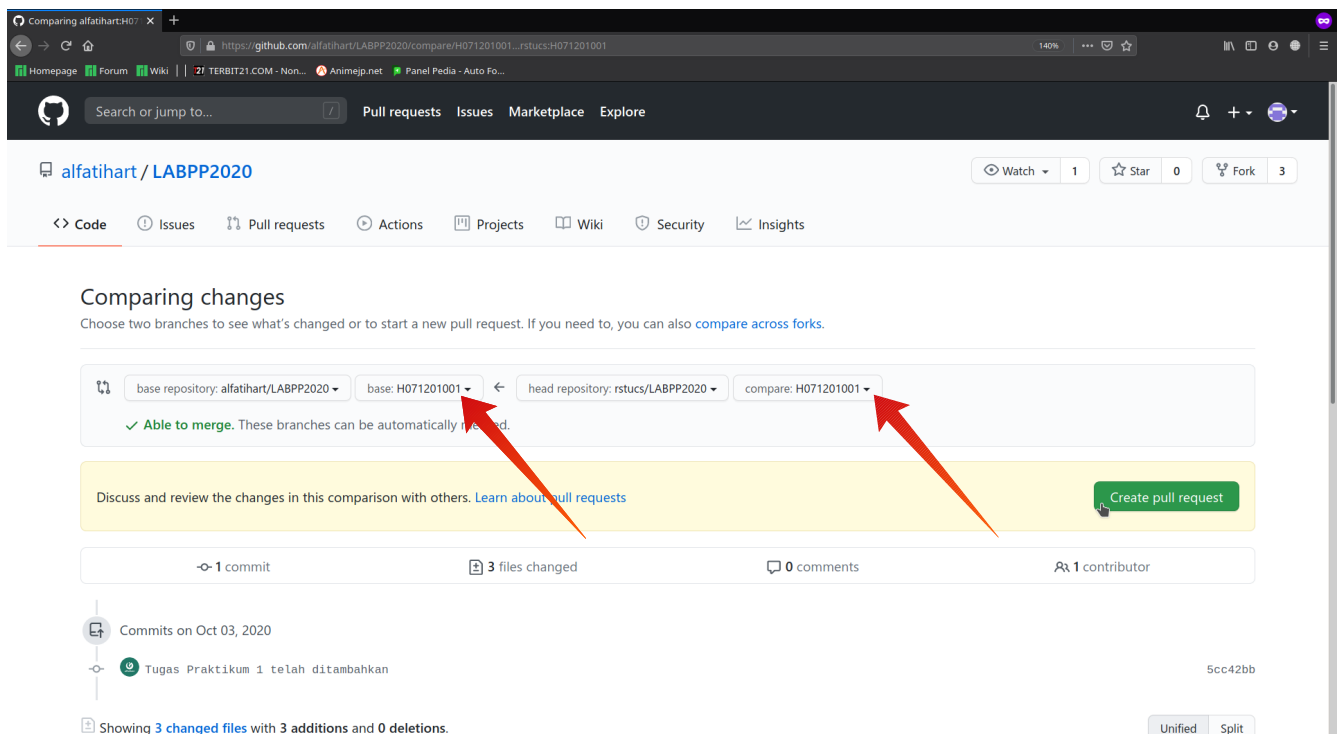 Comparing alfatihart:H071
https://github.com/alfatihart/LABPP2020/compare/H071201001...rstucs:H071201001
140%
Homepage Forum Wiki TERBIT21.COM - Non... Animejp.net Panel Pedia - Auto Fo...
Search or jump to... /
Pull requests Issues Marketplace Explore
alfatihart / LABPP2020
Watch 1 Star 0 Fork 3
Code Issues Pull requests Actions Projects Wiki Security Insights
Comparing changes
Choose two branches to see what's changed or to start a new pull request. If you need to, you can also compare across forks.
base repository: alfatihart/LABPP2020 base: H071201001 ← head repository: rstucs/LABPP2020 compare: H071201001
Able to merge. These branches can be automatically
Discuss and review the changes in this comparison with others. Learn about pull requests
Create pull request
1 commit 3 files changed 0 comments 1 contributor
Commits on Oct 03, 2020
Tugas Praktikum 1 telah ditambahkan 5cc42bb
Showing 3 changed files with 3 additions and 0 deletions.
Unified Split